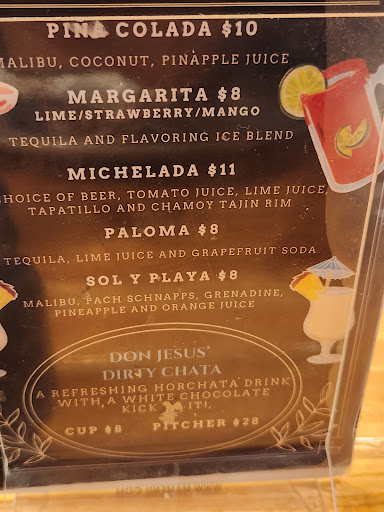 PINA COLADA $10
MALIBU, COCONUT, PINAPPLE JUICE
MARGARITA $8
LIME/STRAWBERRY/MANGO
TEQUILA AND FLAVORING ICE BLEND
MICHELADA $11
CHOICE OF BEER, TOMATO JUICE, LIME JUICE,
TAPATILLO AND CHAMOY TAJIN RIM
PALOMA $8
TEQUILA, LIME JUICE AND GRAPEFRUIT SODA
SOL Y PLAYA $8
MALIBU, PACH SCHNAPPS, GRENADINE,
PINEAPPLE AND ORANGE JUICE
DON JESUS'
DIRTY CHATA
A REFRESHING HORCHATA DRINK
WITH A WHITE CHOCOLATE
KICK IT!
CUP $8 PITCHER $28